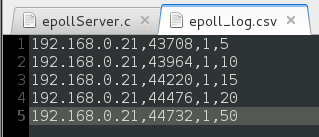 epollServer.c
epoll_log.csv
1 192.168.0.21,43708,1,5
2 192.168.0.21,43964,1,10
3 192.168.0.21,44220,1,15
4 192.168.0.21,44476,1,20
5 192.168.0.21,44732,1,50